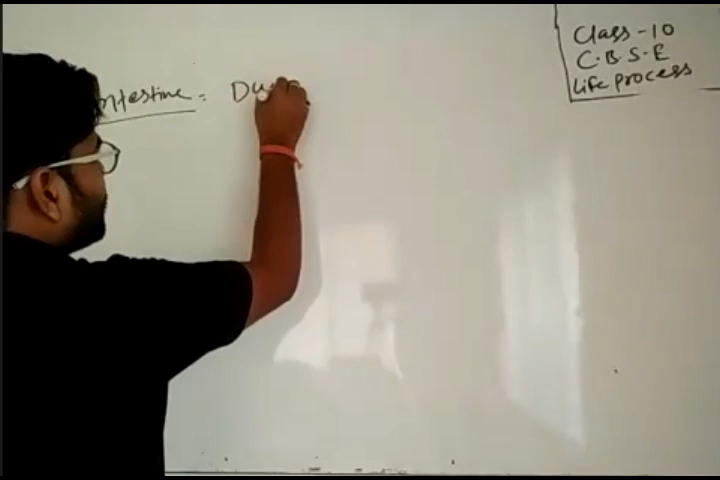 Class-10
C.B.S.E
Life process
ntestine = Du